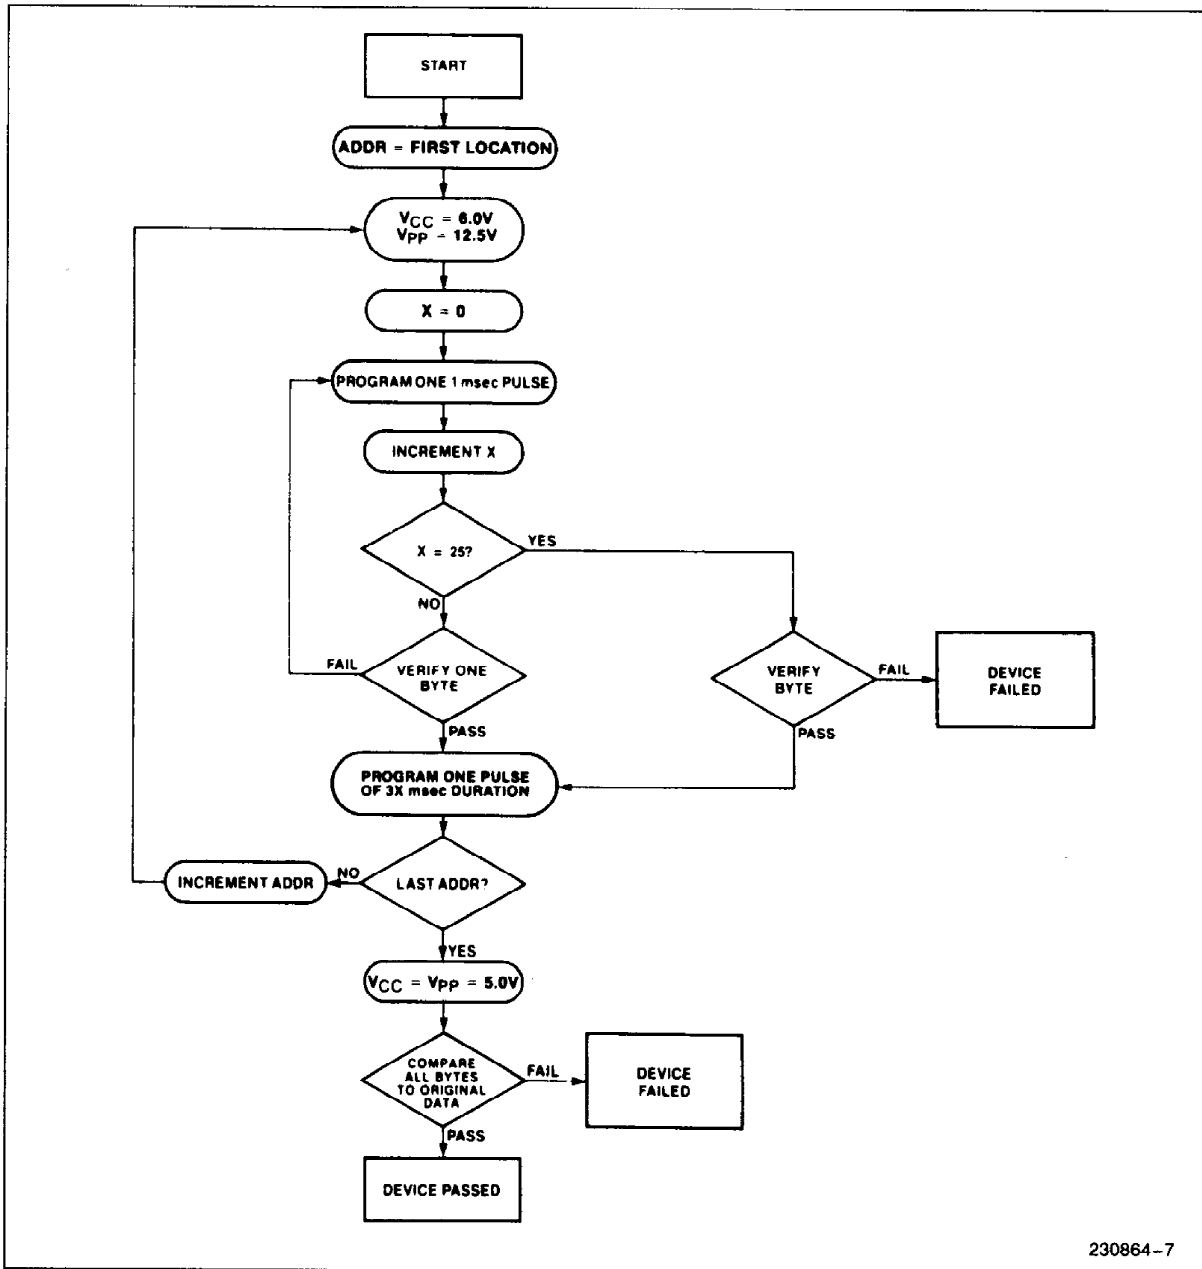 START
ADDR = FIRST LOCATION
VCC = 6.0V
VPP = 12.5V
X = 0
PROGRAM ONE 1 msec PULSE
INCREMENT X
X = 25?
YES
NO
VERIFY ONE
BYTE
FAIL
PASS
VERIFY
BYTE
FAIL
DEVICE
FAILED
PASS
PROGRAM ONE PULSE
OF 3X msec DURATION
LAST ADDR?
NO
INCREMENT ADDR
YES
VCC = VPP = 5.0V
COMPARE
ALL BYTES
TO ORIGINAL
DATA
FAIL
DEVICE
FAILED
PASS
DEVICE PASSED
230864-7